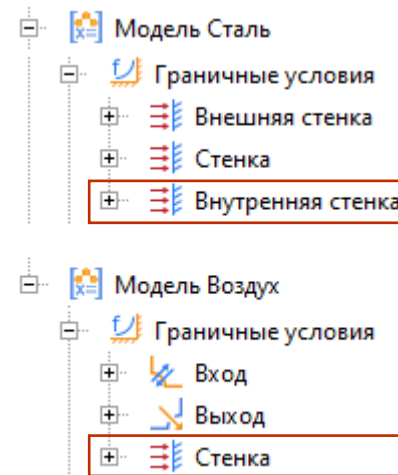 Модель Сталь
Граничные условия
Внешняя стенка
Стенка
Внутренняя стенка
Модель Воздух
Граничные условия
Вход
Выход
Стенка